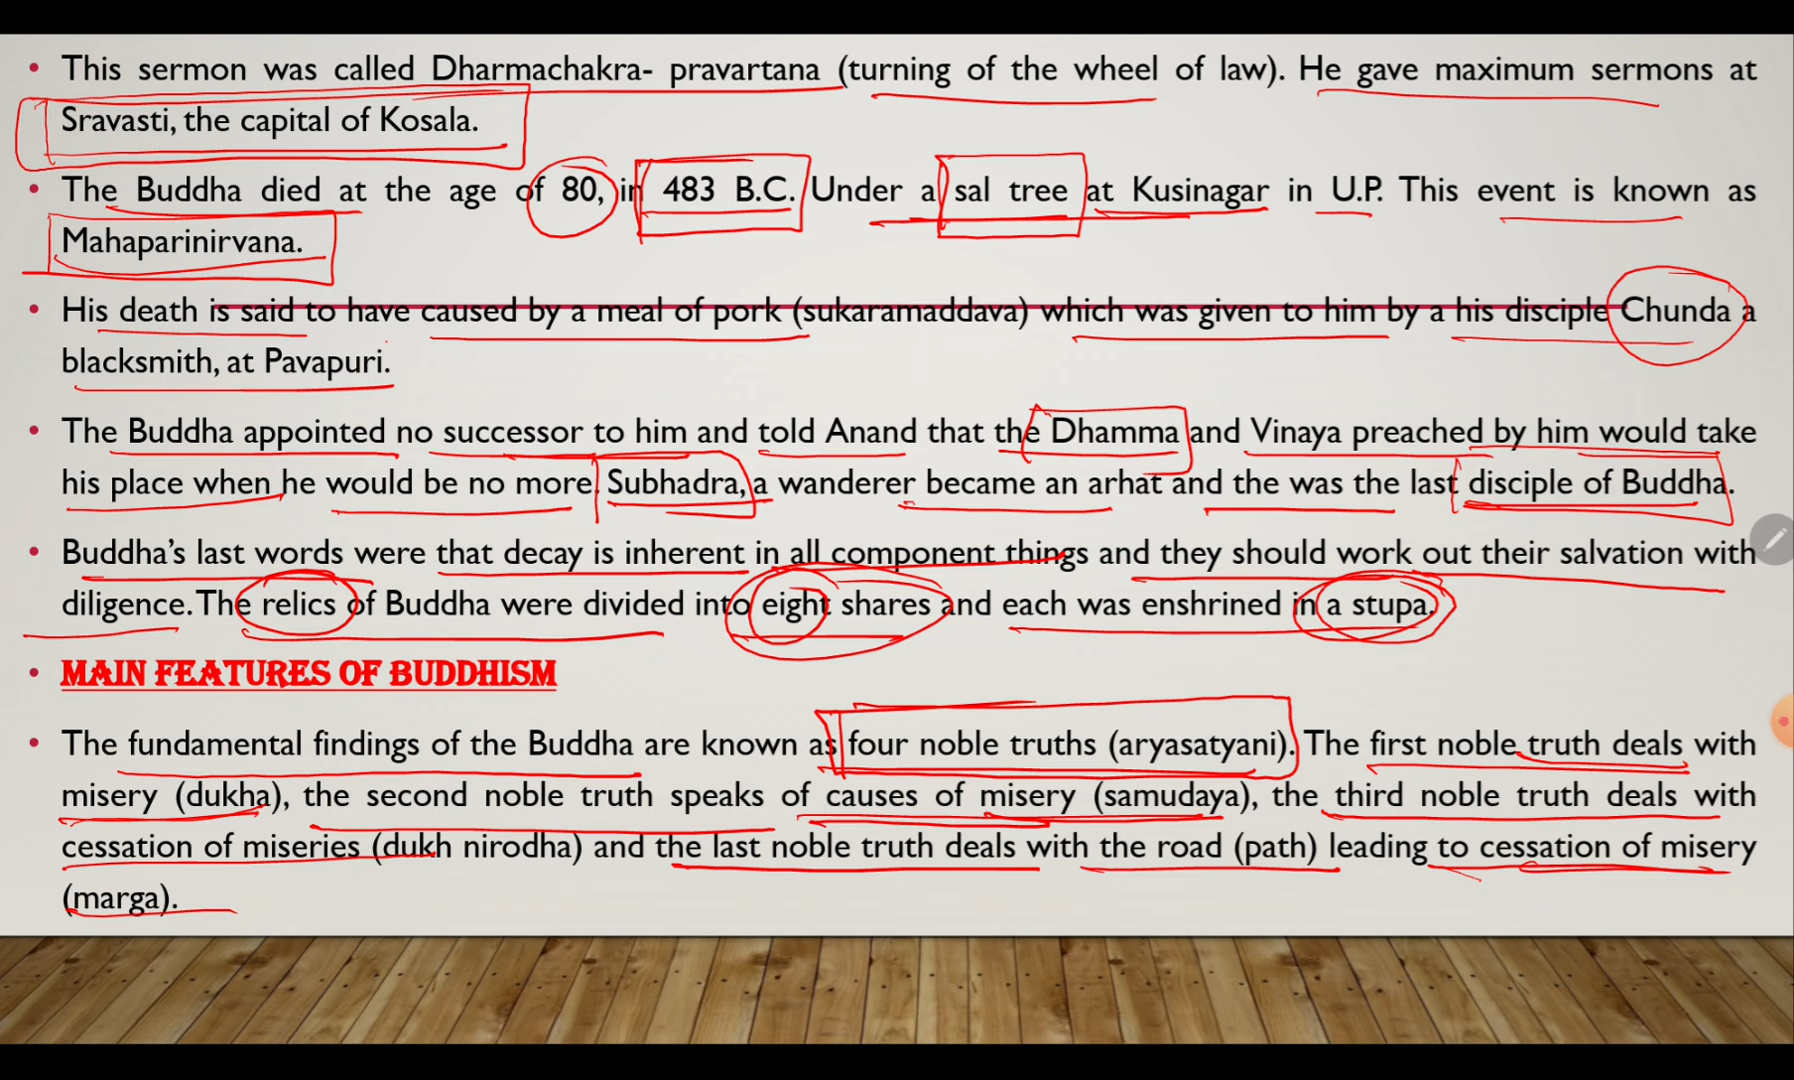 • This sermon was called Dharmachakra- pravartana (turning of the wheel of law). He gave maximum sermons at
Sravasti, the capital of Kosala.
• The Buddha died at the age of 80, in 483 B.C. Under a sal tree at Kusinagar in U.P. This event is known as
Mahaparinirvana.
• His death is said to have caused by a meal of pork (sukaramaddava) which was given to him by a his disciple Chunda a
blacksmith, at Pavapuri.
• The Buddha appointed no successor to him and told Anand that the Dhamma and Vinaya preached by him would take
his place when he would be no more. Subhadra, a wanderer became an arhat and the was the last disciple of Buddha.
• Buddha's last words were that decay is inherent in all component things and they should work out their salvation with
diligence. The relics of Buddha were divided into eight shares and each was enshrined in a stupa.
• MAIN FEATURES OF BUDDHISM
• The fundamental findings of the Buddha are known as four noble truths (aryasatyani). The first noble truth deals with
misery (dukha), the second noble truth speaks of causes of misery (samudaya), the third noble truth deals with
cessation of miseries (dukh nirodha) and the last noble truth deals with the road (path) leading to cessation of misery
(marga).